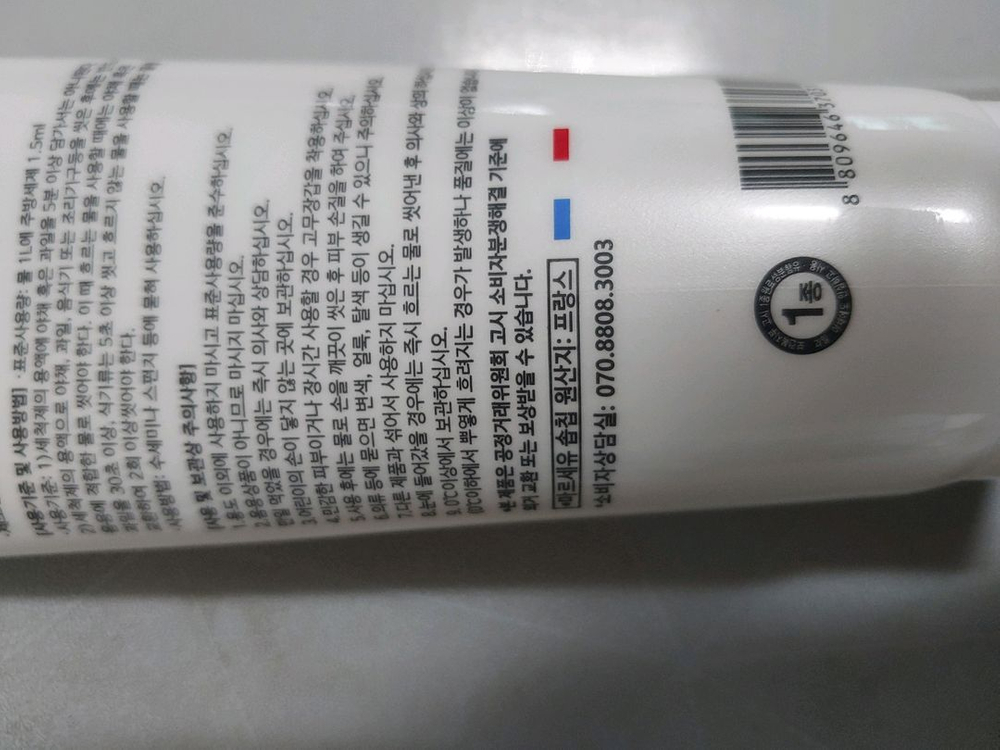 [사용기준 및 사용방법] ·표준사용량: 물 1L에 주방세제 1.5ml
·사용기준: 1) 세척제의 용액에 야채 혹은 과일을 5분 이상 담가서는 아니
2) 세척제의 용액으로 야채, 과일, 음식기 또는 조리기구등을 씻은 후에는
음용에 적합한 물로 씻어야 한다. 이 때 흐르는 물을 사용할 때에는 야채 혹은
과일을 30초 이상, 식기류는 5초 이상 씻고 흐르지 않는 물을 사용할 때는
교환하여 2회 이상씻어야 한다.
·사용방법: 수세미나 스펀지 등에 묻혀 사용하십시오.
[사용 및 보관상 주의사항]
1.용도 이외에 사용하지 마시고 표준사용량을 준수하십시오.
2.음용상품이 아니므로 마시지 마십시오.
만일 먹었을 경우에는 즉시 의사와 상담하십시오.
3.어린이의 손이 닿지 않는 곳에 보관하십시오.
4.민감한 피부이거나 장시간 사용할 경우 고무장갑을 착용하십시오
5.사용 후에는 물로 손을 깨끗이 씻은 후 피부 손질을 하여 주십시오.
6.의류 등에 묻으면 변색, 얼룩, 탈색 등이 생길 수 있으니 주의하십시오
7.다른 제품과 섞어서 사용하지 마십시오.
8.눈에 들어갔을 경우에는 즉시 흐르는 물로 씻어낸 후 의사와 상의
9. 0℃이상에서 보관하십시오.
(0℃이하에서 뿌옇게 흐려지는 경우가 발생하나 품질에는 이상이 없습니
*본 제품은 공정거래위원회 고시 소비자분쟁해결 기준에
의거 교환 또는 보상받을 수 있습니다.
*마르세유 솝칩 원산지: 프랑스
*소비자상담실: 070.8808.3003
8 809646
1종